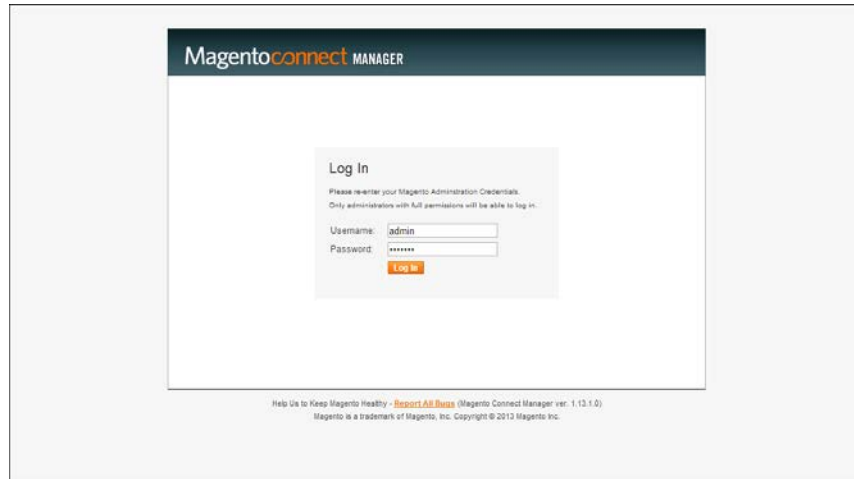 Magentoconnect MANAGER
Log In
Please re-enter your Magento Adminstration Credentials.
Only administrators with full permissions will be able to log in.
Username: admin
Password: •••••••
Log In
Help Us to Keep Magento Healthy - Report All Bugs (Magento Connect Manager ver. 1.13.1.0)
Magento is a trademark of Magento, Inc. Copyright © 2013 Magento Inc.